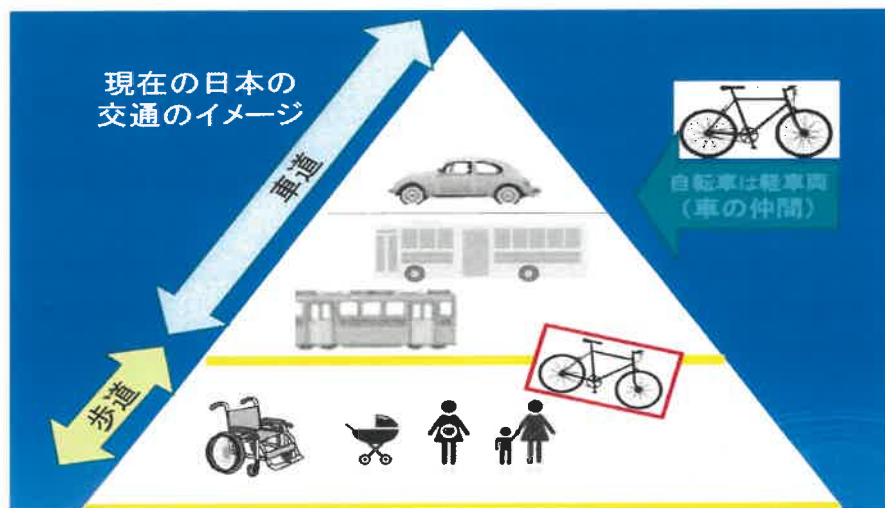 現在の日本の
交通のイメージ
車道
歩道
自転車は軽車両
(車の仲間)